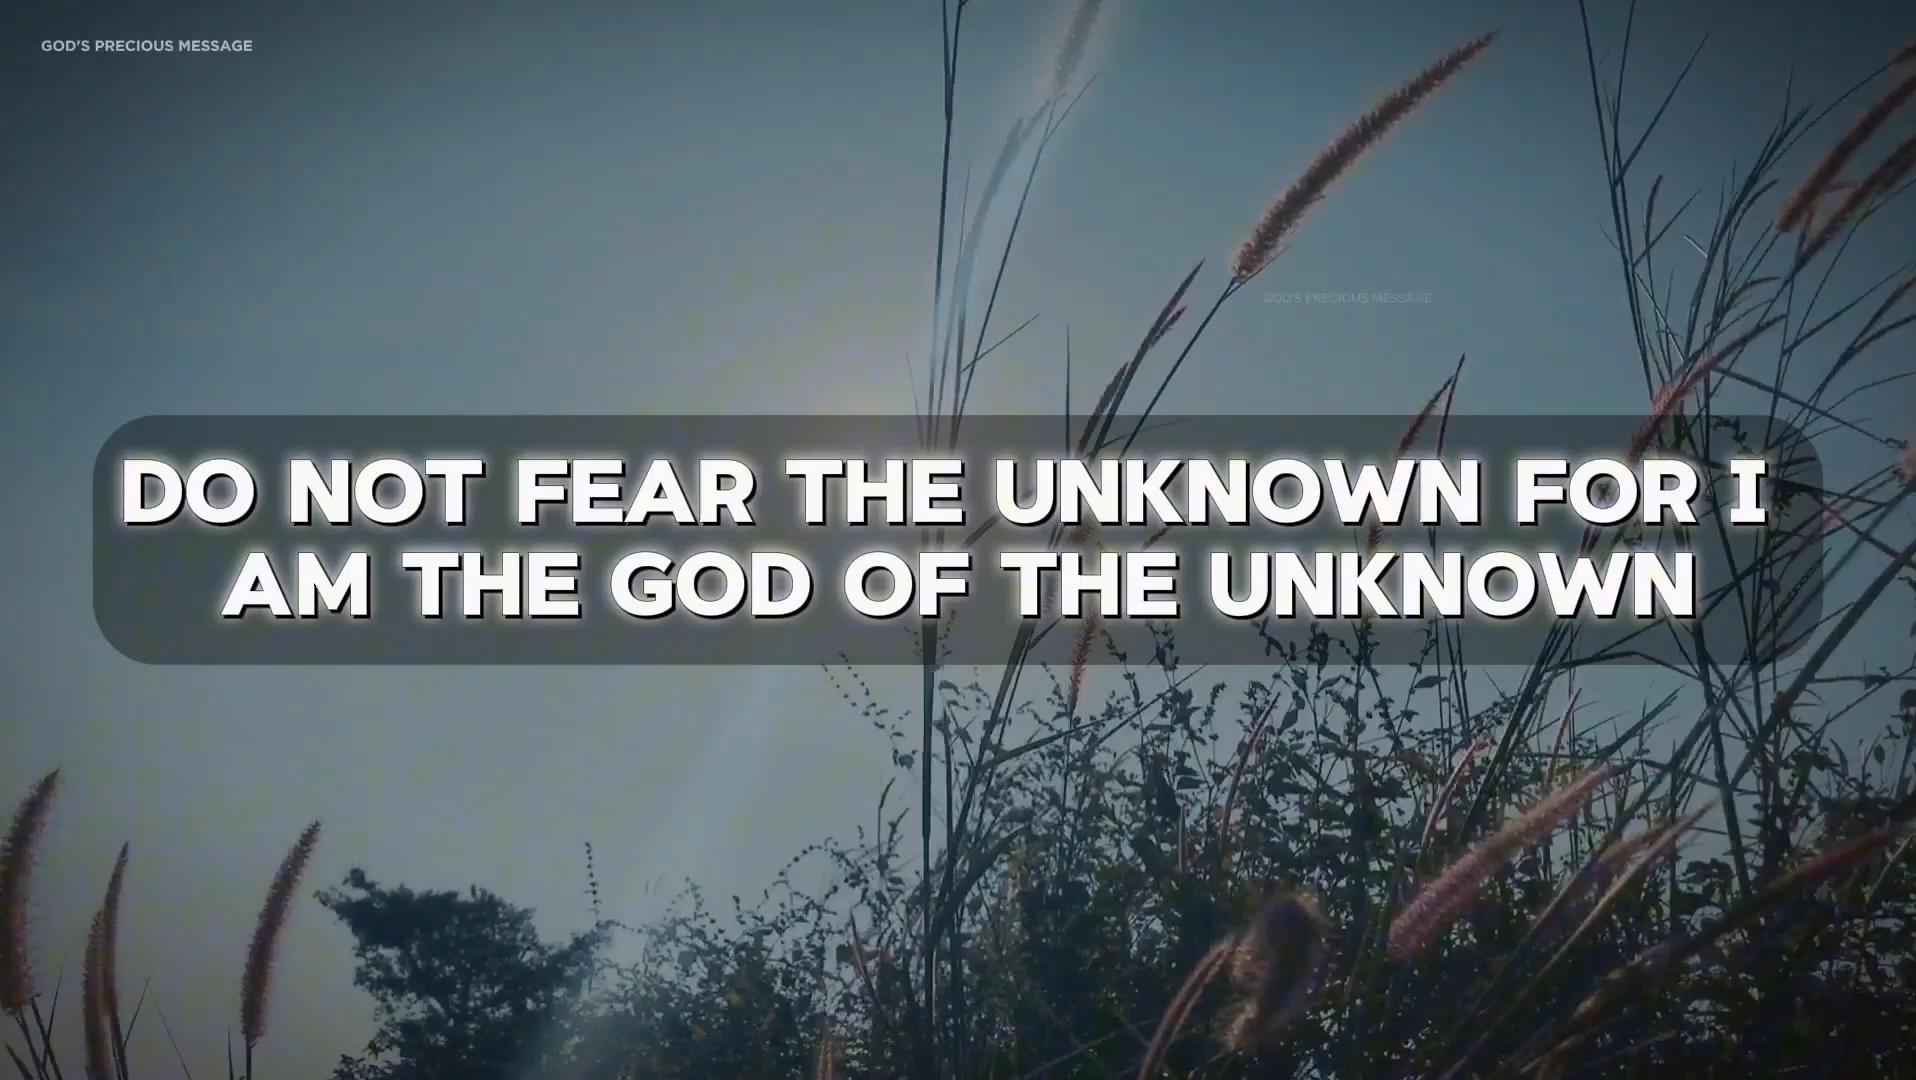 GOD'S PRECIOUS MESSAGE
GOD'S PRECIOUS MESSAGE
DO NOT FEAR THE UNKNOWN FOR I
AM THE GOD OF THE UNKNOWN